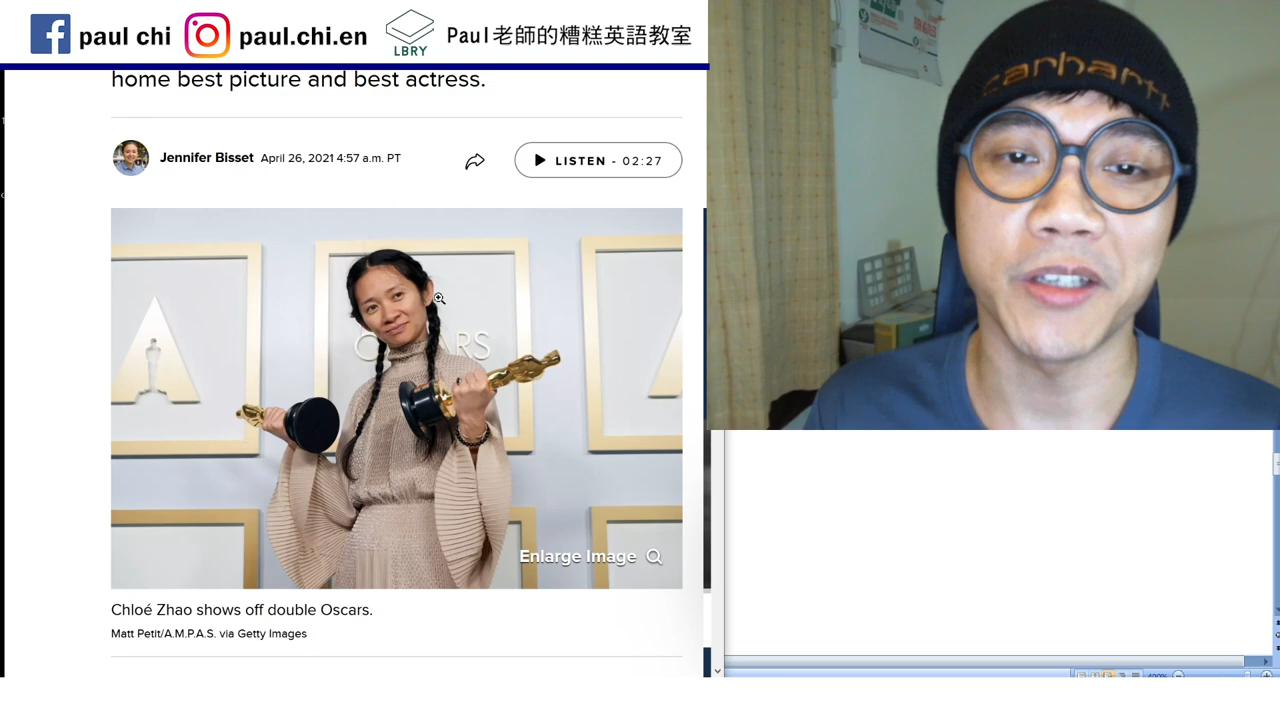 paul chi
paul.chi.en
LBRY
Paul老師的糟糕英語教室
carhartt
home best picture and best actress.
Jennifer Bisset April 26, 2021 4:57 a.m. PT
LISTEN - 02:27
A
OSCARS
A
Enlarge Image
Chloé Zhao shows off double Oscars.
Matt Petit/A.M.P.A.S. via Getty Images
400%